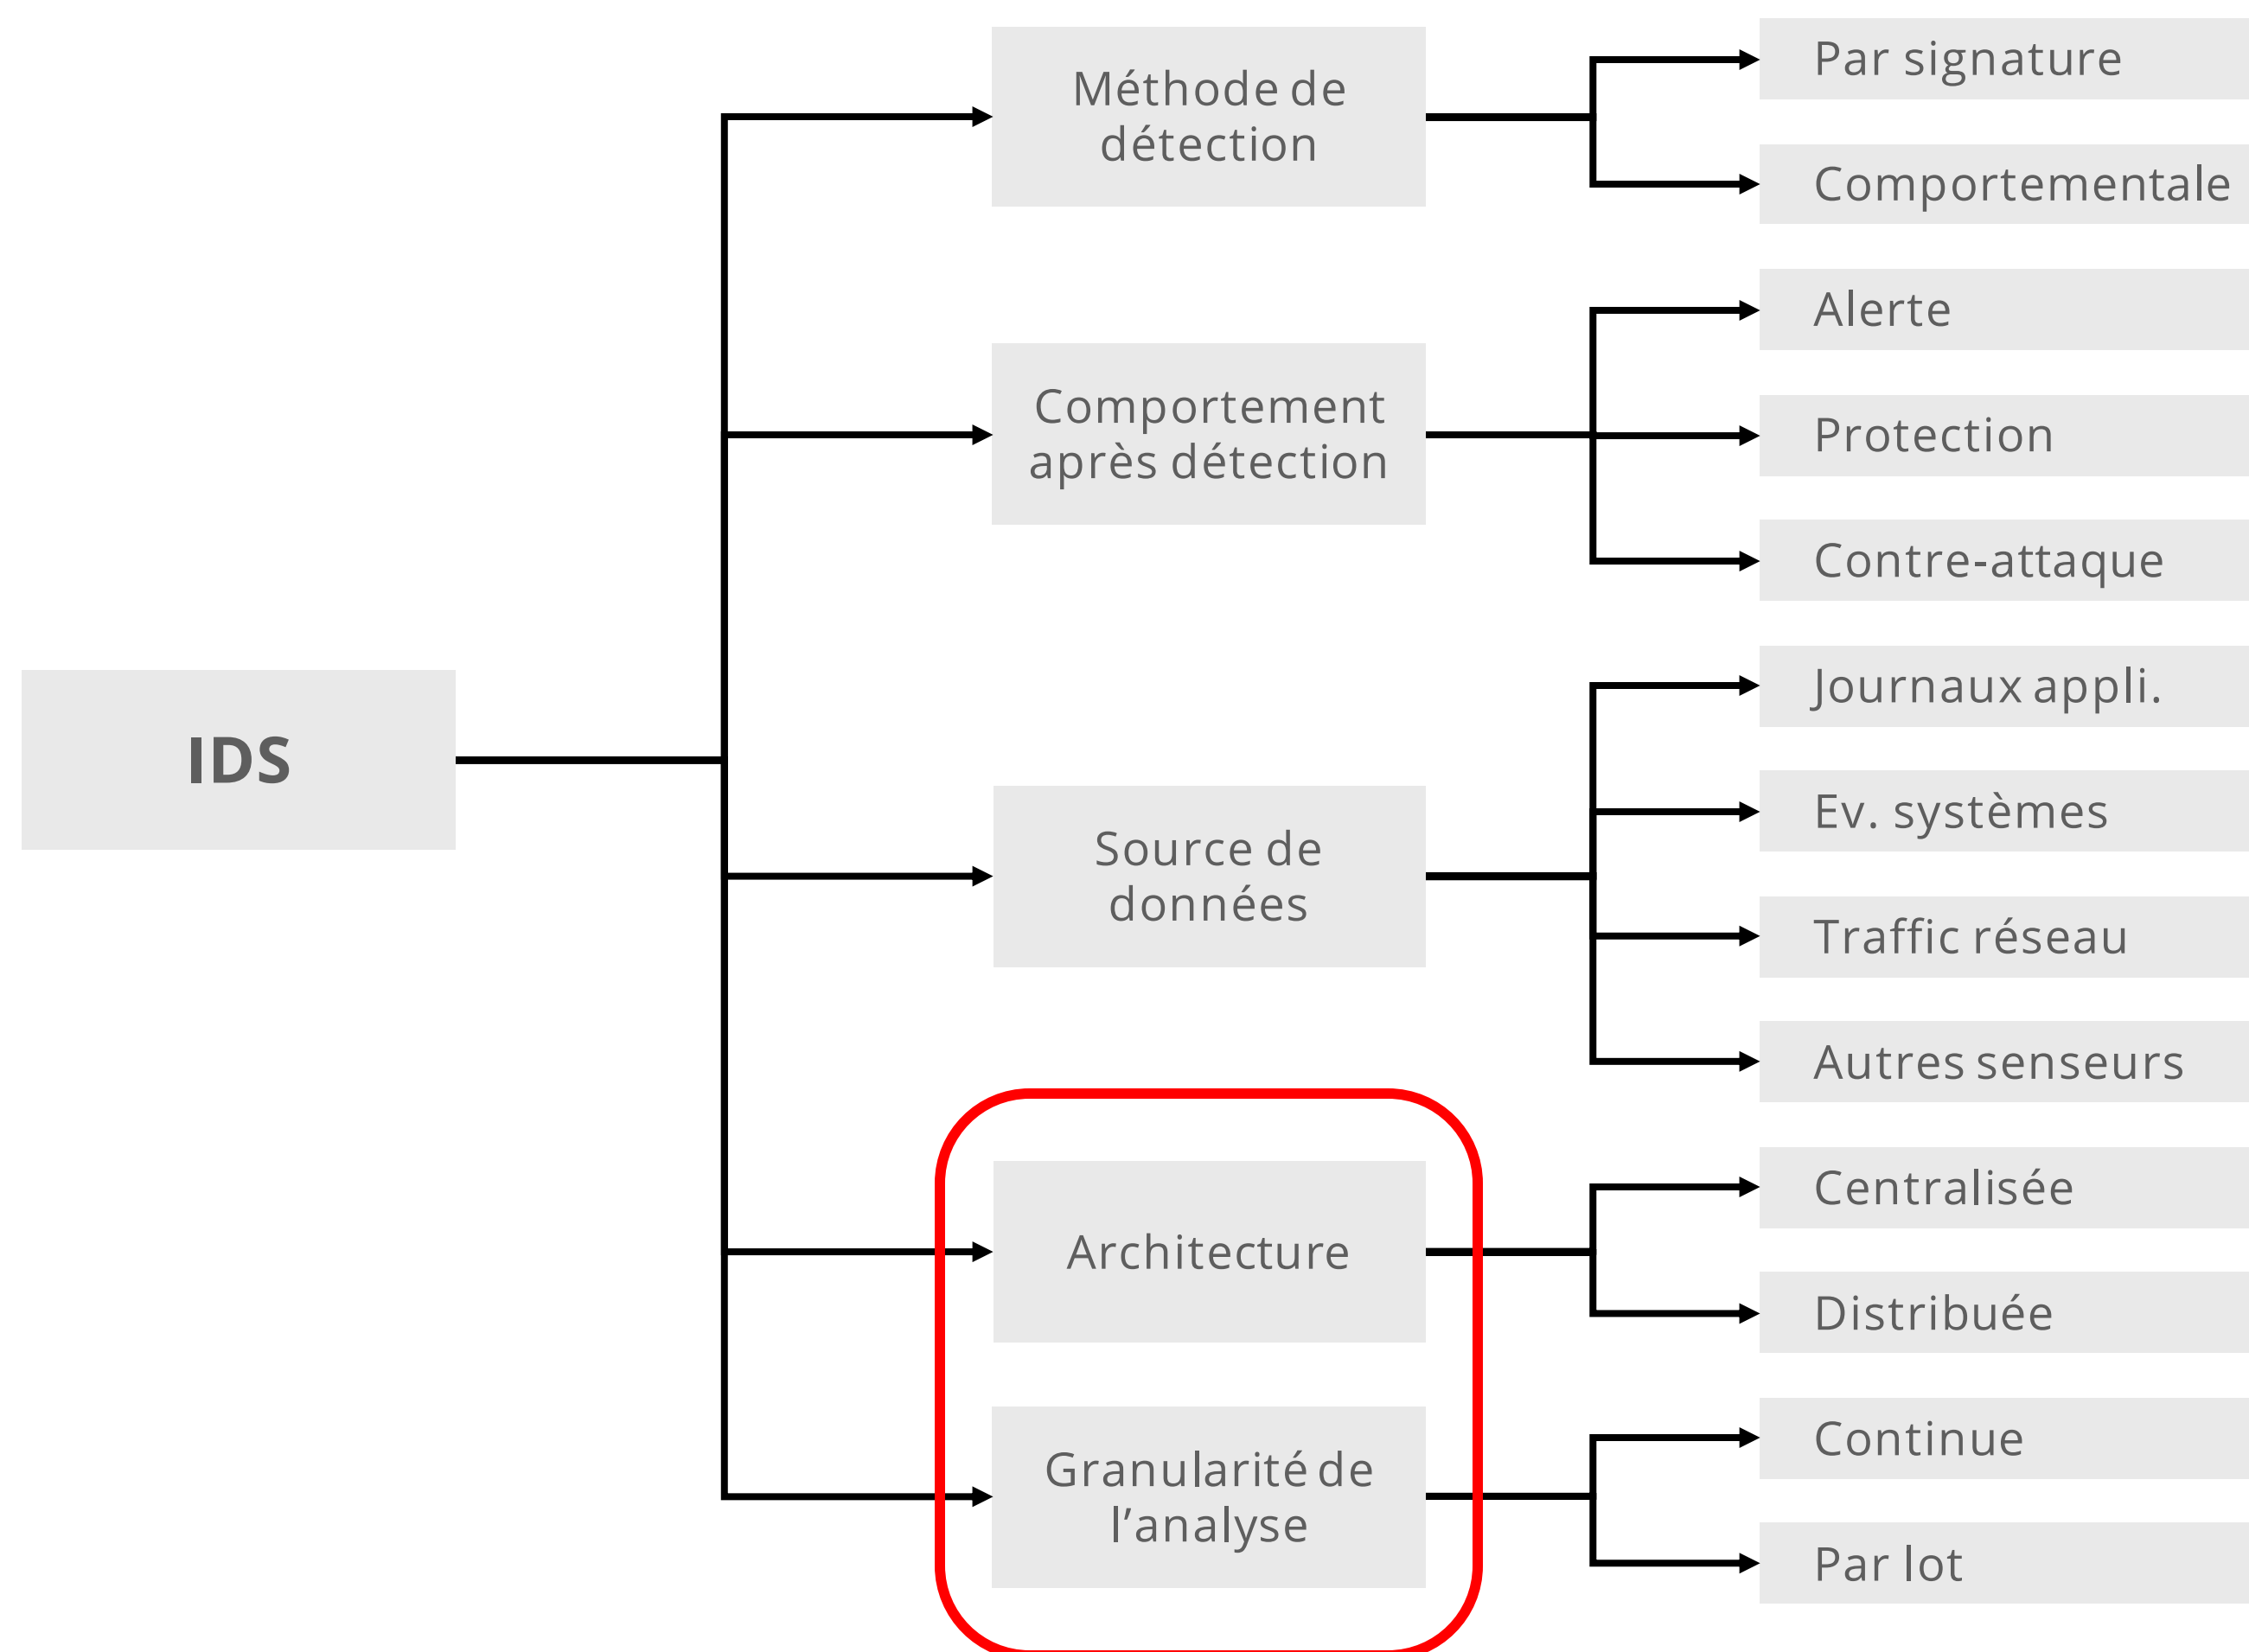 IDS
Méthode de
détection
Par signature
Comportementale
Comportement
après détection
Alerte
Protection
Contre-attaque
Source de
données
Journaux appli.
Ev. systèmes
Traffic réseau
Autres senseurs
Architecture
Centralisée
Distribuée
Granularité de
l’analyse
Continue
Par lot